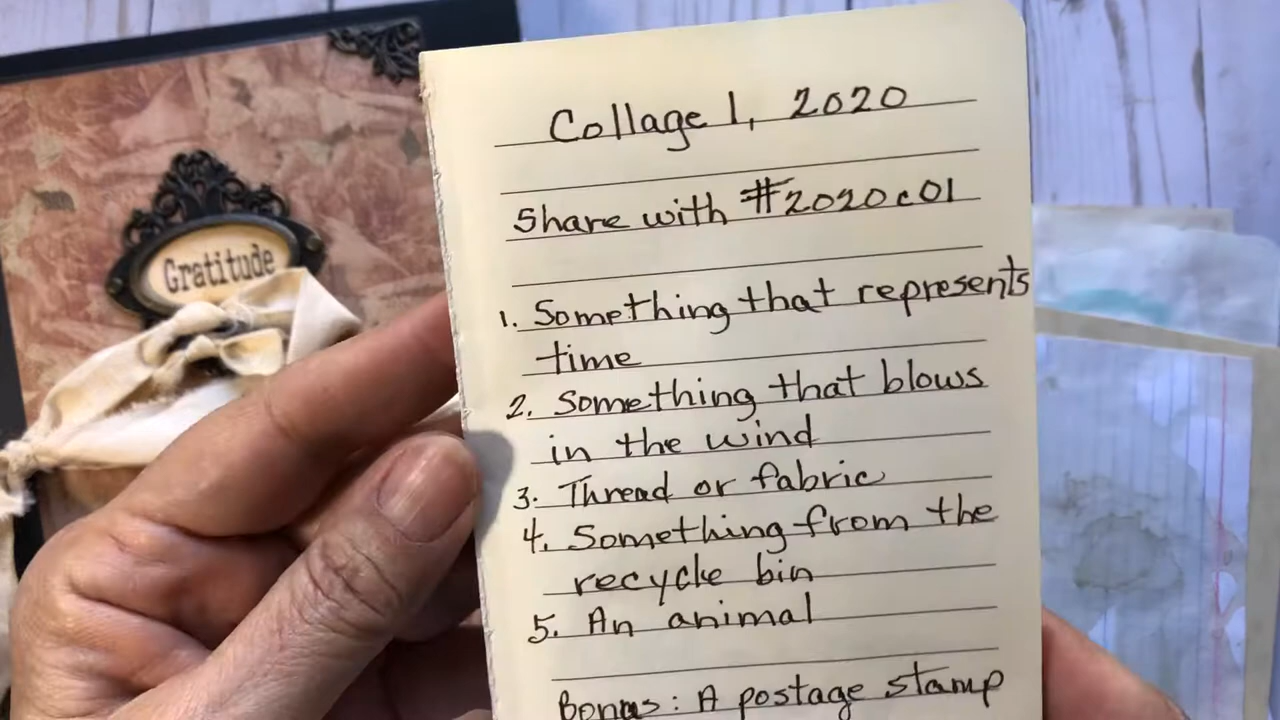 Gratitude
Collage 1, 2020
Share with #2020c01
1. Something that represents
time
2. Something that blows
in the wind
3. Thread or fabric
4. Something from the
recycle bin
5. An animal
Bonus: A postage stamp